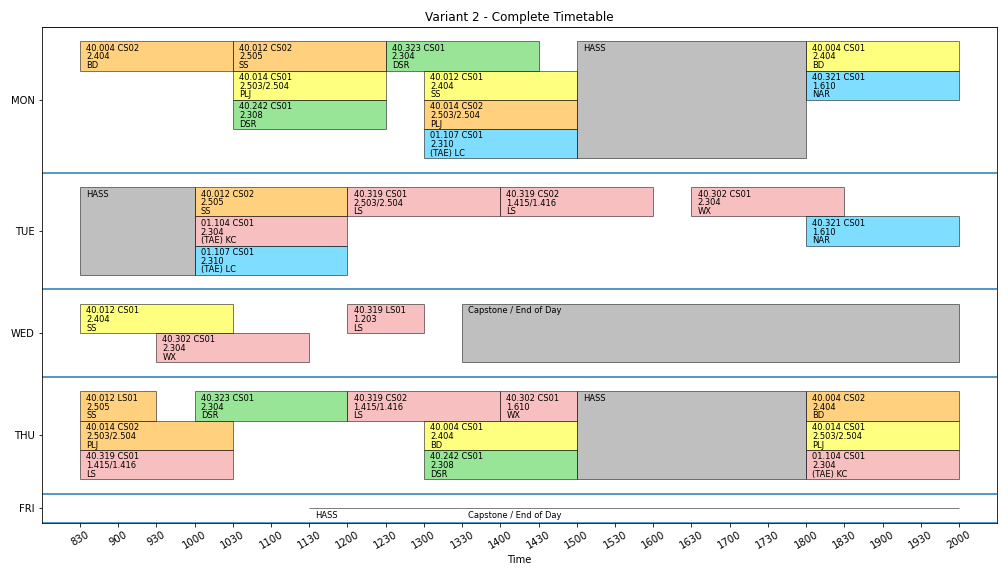 Variant 2 - Complete Timetable
MON
40.004 CS02
2.404
BD
40.012 CS02
2.505
SS
40.323 CS01
2.304
DSR
HASS
40.004 CS01
2.404
BD
40.014 CS01
2.503/2.504
PLJ
40.012 CS01
2.404
SS
40.321 CS01
1.610
NAR
40.242 CS01
2.308
DSR
40.014 CS02
2.503/2.504
PLJ
01.107 CS01
2.310
(TAE) LC
TUE
HASS
40.012 CS02
2.505
SS
40.319 CS01
2.503/2.504
LS
40.319 CS02
1.415/1.416
LS
40.302 CS01
2.304
WX
01.104 CS01
2.304
(TAE) KC
40.321 CS01
1.610
NAR
01.107 CS01
2.310
(TAE) LC
WED
40.012 CS01
2.404
SS
40.319 LS01
1.203
LS
Capstone / End of Day
40.302 CS01
2.304
WX
THU
40.012 LS01
2.505
SS
40.323 CS01
2.304
DSR
40.319 CS02
1.415/1.416
LS
40.302 CS01
1.610
WX
HASS
40.004 CS02
2.404
BD
40.014 CS02
2.503/2.504
PLJ
40.004 CS01
2.404
BD
40.014 CS01
2.503/2.504
PLJ
40.319 CS01
1.415/1.416
LS
40.242 CS01
2.308
DSR
01.104 CS01
2.304
(TAE) KC
FRI
HASS
Capstone / End of Day
830 900 930 1000 1030 1100 1130 1200 1230 1300 1330 1400 1430 1500 1530 1600 1630 1700 1730 1800 1830 1900 1930 2000
Time